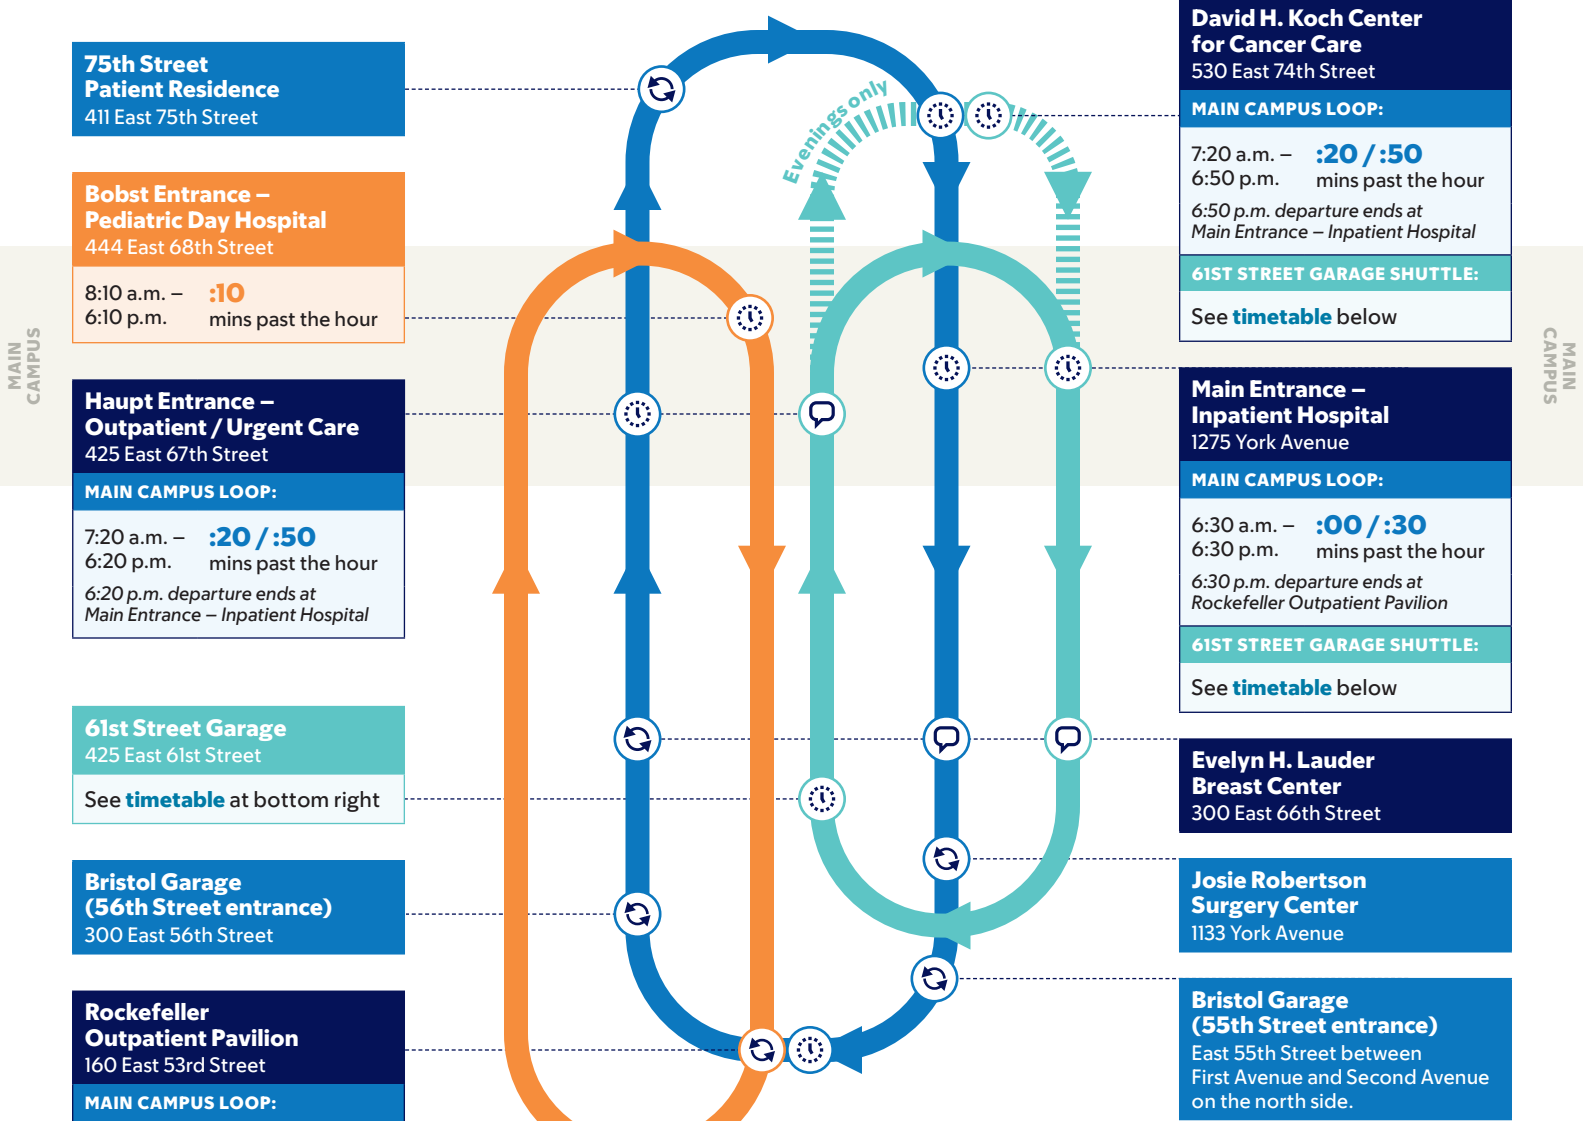 75th Street
Patient Residence
411 East 75th Street
Bobst Entrance –
Pediatric Day Hospital
444 East 68th Street
8:10 a.m. – :10
6:10 p.m. mins past the hour
MAIN
CAMPUS
Haupt Entrance –
Outpatient / Urgent Care
425 East 67th Street
MAIN CAMPUS LOOP:
7:20 a.m. – :20 / :50
6:20 p.m. mins past the hour
6:20 p.m. departure ends at
Main Entrance – Inpatient Hospital
61st Street Garage
425 East 61st Street
See timetable at bottom right
Bristol Garage
(56th Street entrance)
300 East 56th Street
Rockefeller
Outpatient Pavilion
160 East 53rd Street
MAIN CAMPUS LOOP:
Evenings only
David H. Koch Center
for Cancer Care
530 East 74th Street
MAIN CAMPUS LOOP:
7:20 a.m. – :20 / :50
6:50 p.m. mins past the hour
6:50 p.m. departure ends at
Main Entrance – Inpatient Hospital
61ST STREET GARAGE SHUTTLE:
See timetable below
MAIN
CAMPUS
Main Entrance –
Inpatient Hospital
1275 York Avenue
MAIN CAMPUS LOOP:
6:30 a.m. – :00 / :30
6:30 p.m. mins past the hour
6:30 p.m. departure ends at
Rockefeller Outpatient Pavilion
61ST STREET GARAGE SHUTTLE:
See timetable below
Evelyn H. Lauder
Breast Center
300 East 66th Street
Josie Robertson
Surgery Center
1133 York Avenue
Bristol Garage
(55th Street entrance)
East 55th Street between
First Avenue and Second Avenue
on the north side.